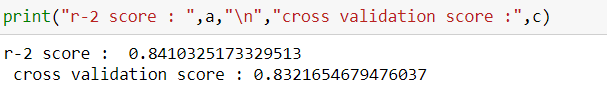 print("r-2 score : ",a,"\n","cross validation score :",c)
r-2 score :  0.8410325173329513
 cross validation score : 0.8321654679476037